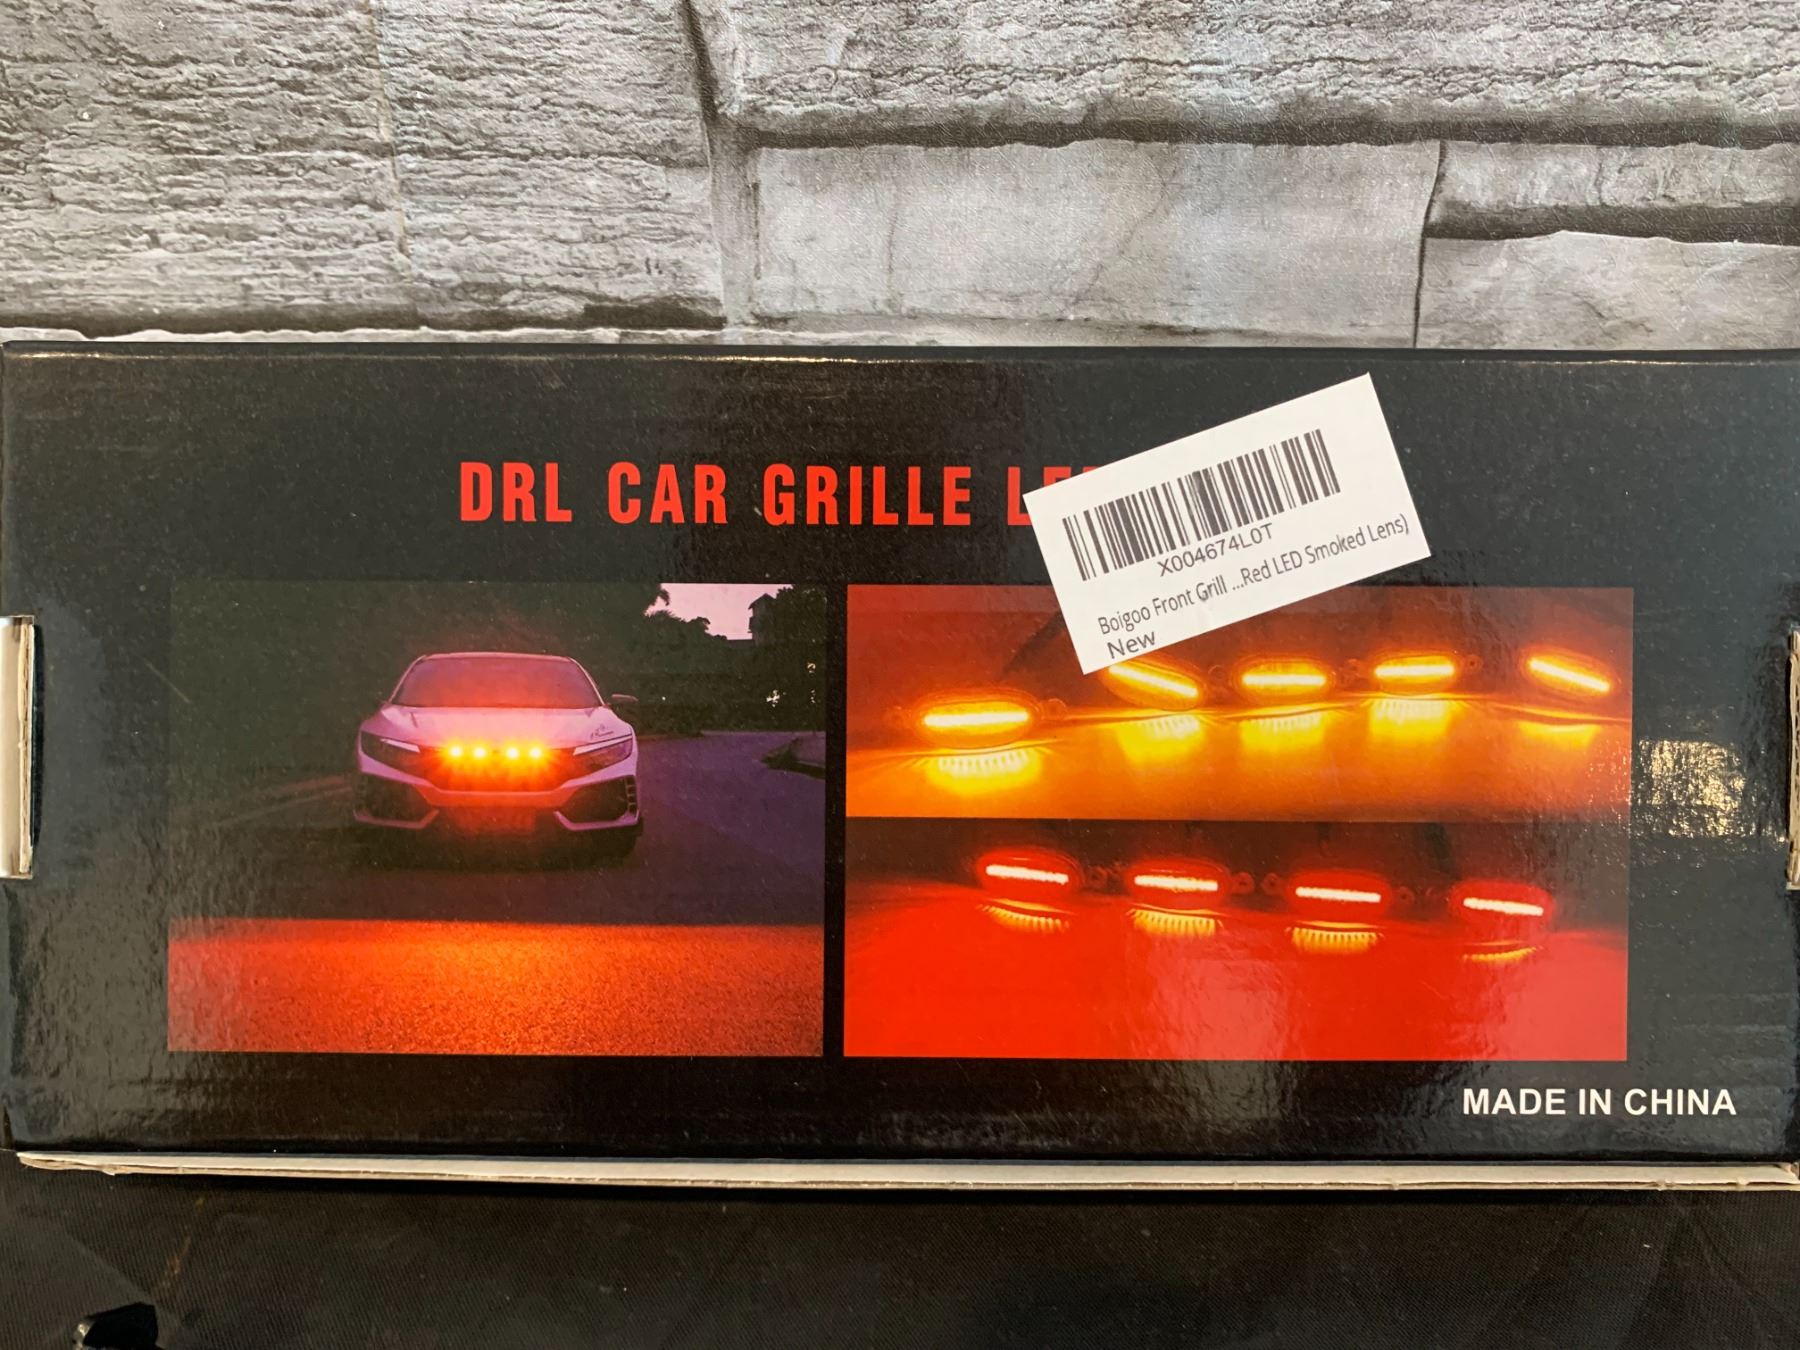 DRL CAR GRILLE LE
X004674L0T
Boigoo Front Grill ...Red LED Smoked Lens)
New
MADE IN CHINA